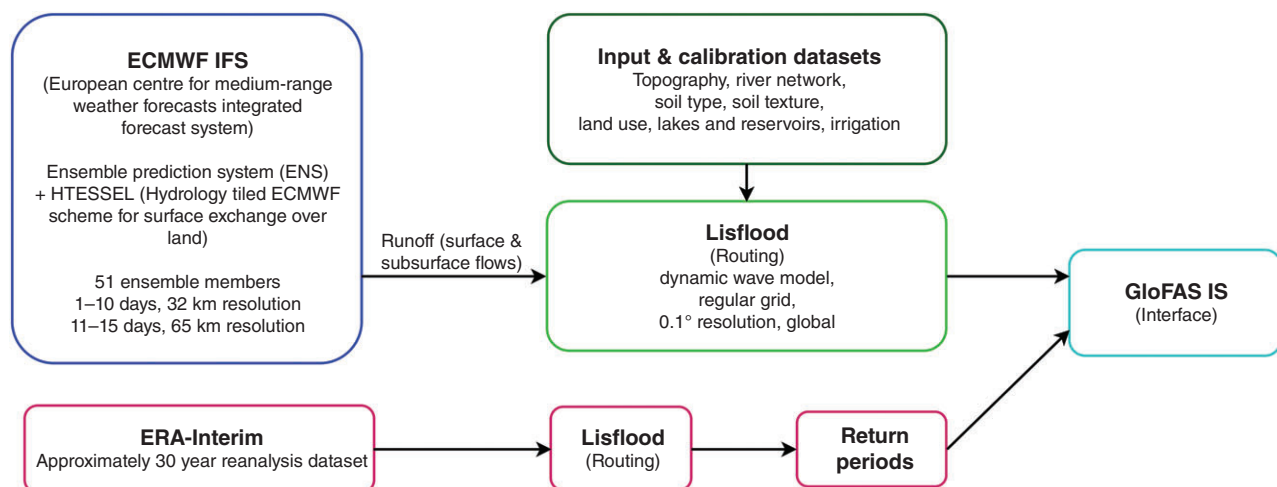 ECMWF IFS
(European centre for medium-range
weather forecasts integrated
forecast system)
Ensemble prediction system (ENS)
+ HTESSEL (Hydrology tiled ECMWF
scheme for surface exchange over
land)
51 ensemble members
1–10 days, 32 km resolution
11–15 days, 65 km resolution
Runoff (surface &
subsurface flows)
Input & calibration datasets
Topography, river network,
soil type, soil texture,
land use, lakes and reservoirs, irrigation
Lisflood
(Routing)
dynamic wave model,
regular grid,
0.1° resolution, global
GloFAS IS
(Interface)
ERA-Interim
Approximately 30 year reanalysis dataset
Lisflood
(Routing)
Return
periods